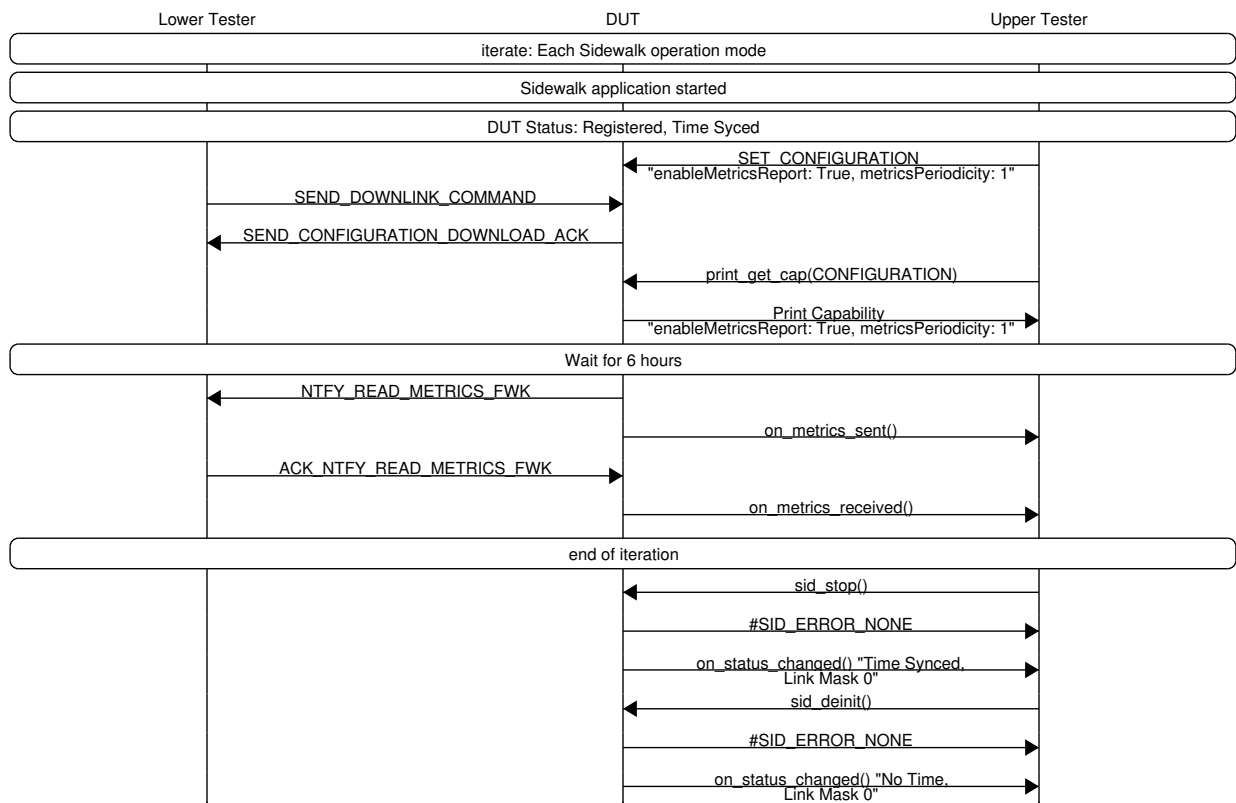 Lower Tester DUT Upper Tester
iterate: Each Sidewalk operation mode
Sidewalk application started
DUT Status: Registered, Time Syced
SET_CONFIGURATION
"enableMetricsReport: True, metricsPeriodicity: 1"
SEND_DOWNLINK_COMMAND
SEND_CONFIGURATION_DOWNLOAD_ACK
print_get_cap(CONFIGURATION)
Print Capability
"enableMetricsReport: True, metricsPeriodicity: 1"
Wait for 6 hours
NTFY_READ_METRICS_FWK
on_metrics_sent()
ACK_NTFY_READ_METRICS_FWK
on_metrics_received()
end of iteration
sid_stop()
#SID_ERROR_NONE
on_status_changed() "Time Synced,
Link Mask 0"
sid_deinit()
#SID_ERROR_NONE
on_status_changed() "No Time,
Link Mask 0"